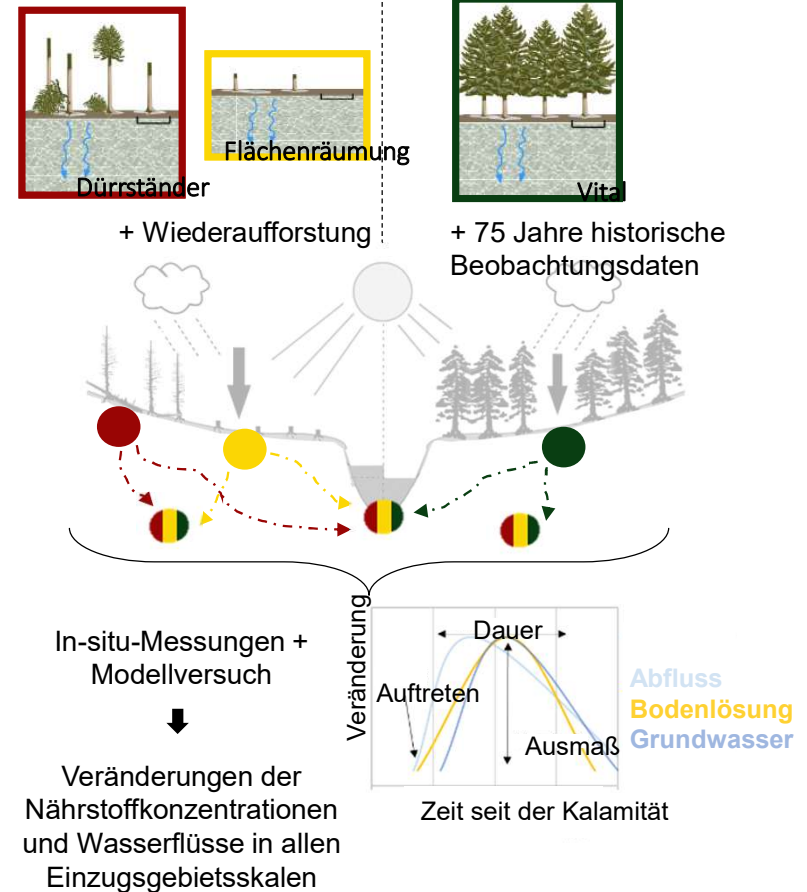 Dürrständer
Flächenräumung
Vital
+ Wiederaufforstung
+ 75 Jahre historische
Beobachtungsdaten
In-situ-Messungen +
Modellversuch
Veränderungen der
Nährstoffkonzentrationen
und Wasserflüsse in allen
Einzugsgebietsskalen
Veränderung
Dauer
Auftreten
Ausmaß
Abfluss
Bodenlösung
Grundwasser
Zeit seit der Kalamität